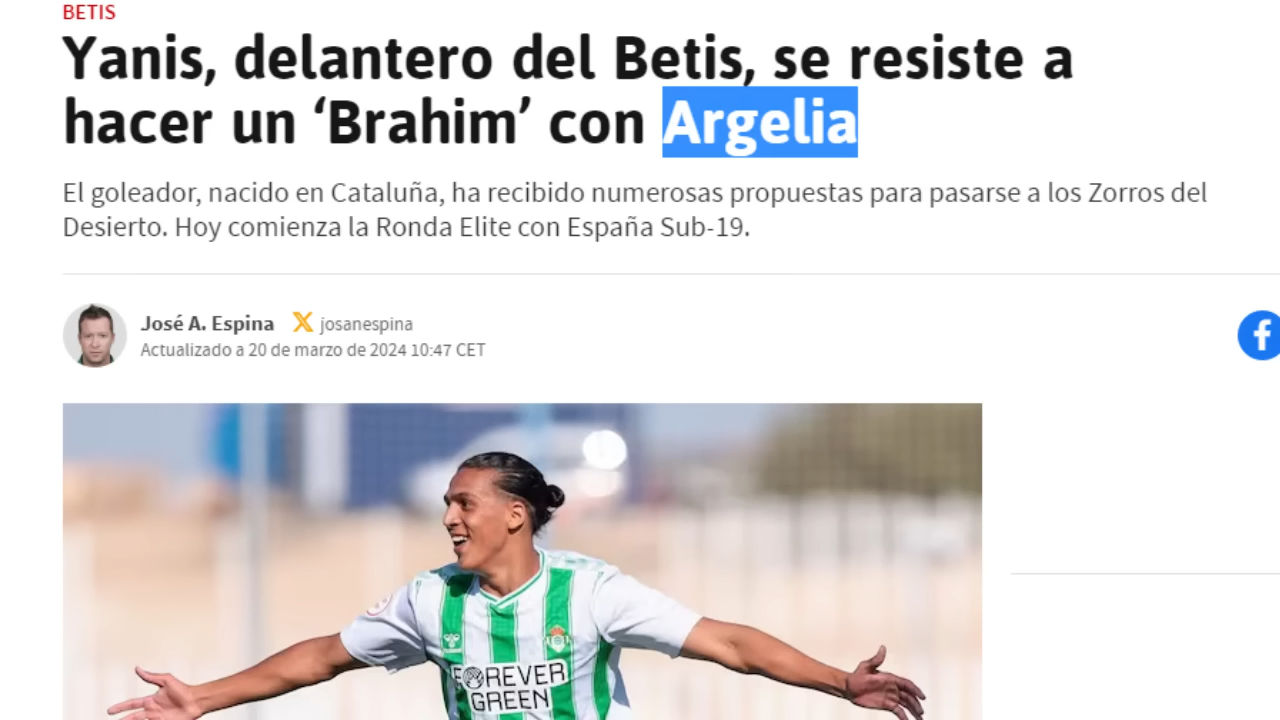 BETIS
Yanis, delantero del Betis, se resiste a
hacer un ‘Brahim’ con Argelia
El goleador, nacido en Cataluña, ha recibido numerosas propuestas para pasarse a los Zorros del
Desierto. Hoy comienza la Ronda Elite con España Sub-19.
José A. Espina josanespina
Actualizado a 20 de marzo de 2024 10:47 CET
FOREVER
GREEN